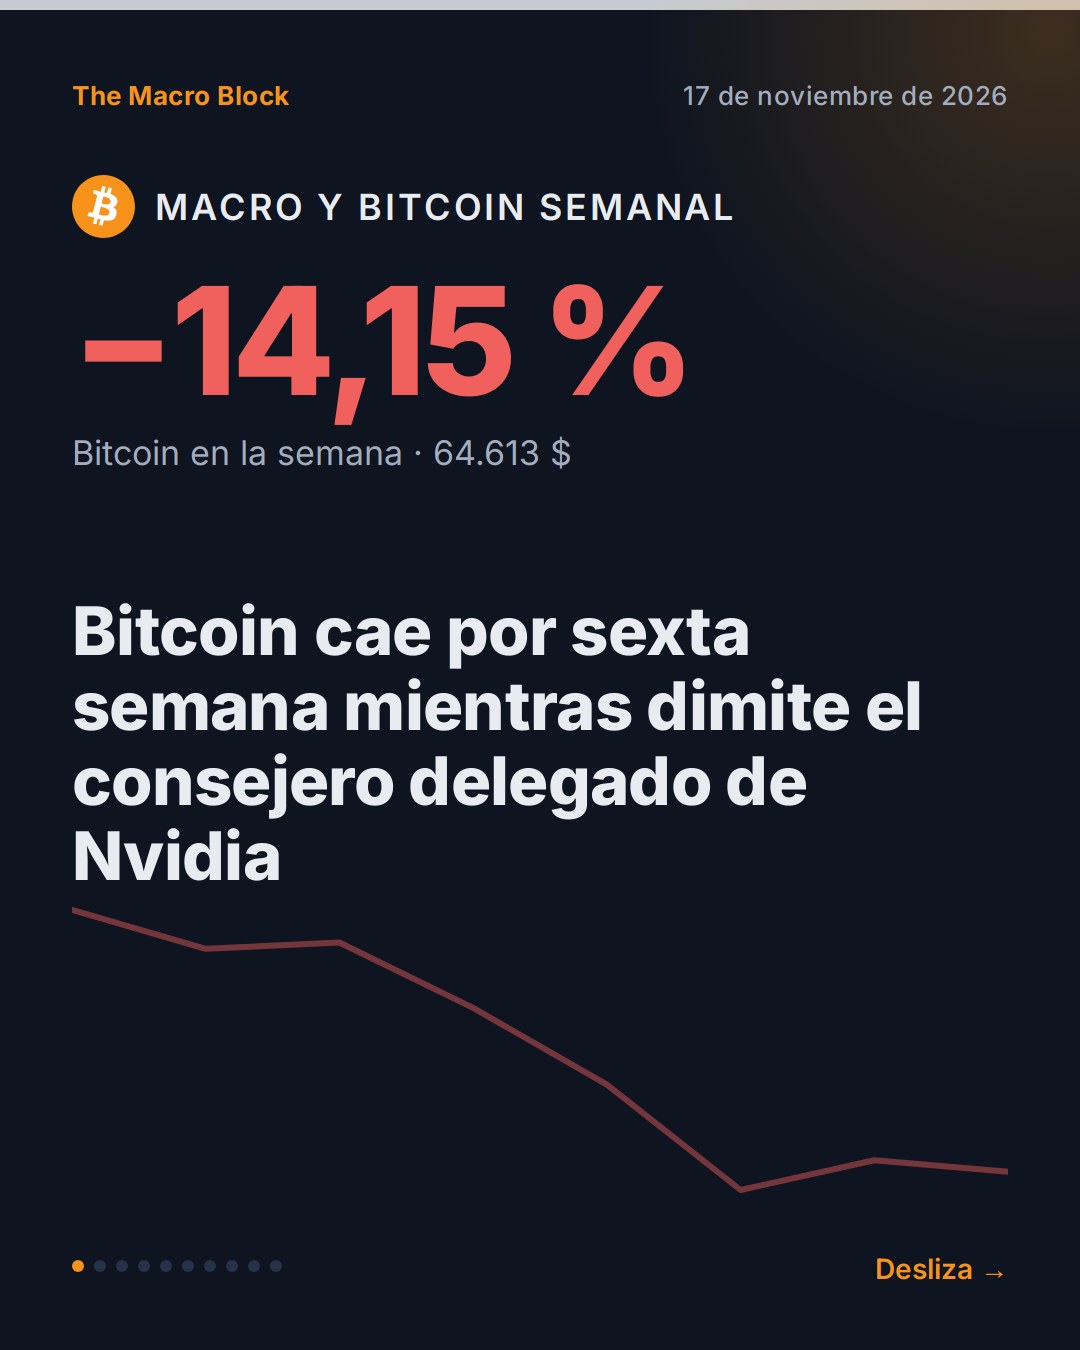 The Macro Block
17 de noviembre de 2026
MACRO Y BITCOIN SEMANAL
−14,15 %
Bitcoin en la semana · 64.613 $
Bitcoin cae por sexta
semana mientras dimite el
consejero delegado de
Nvidia
Desliza →